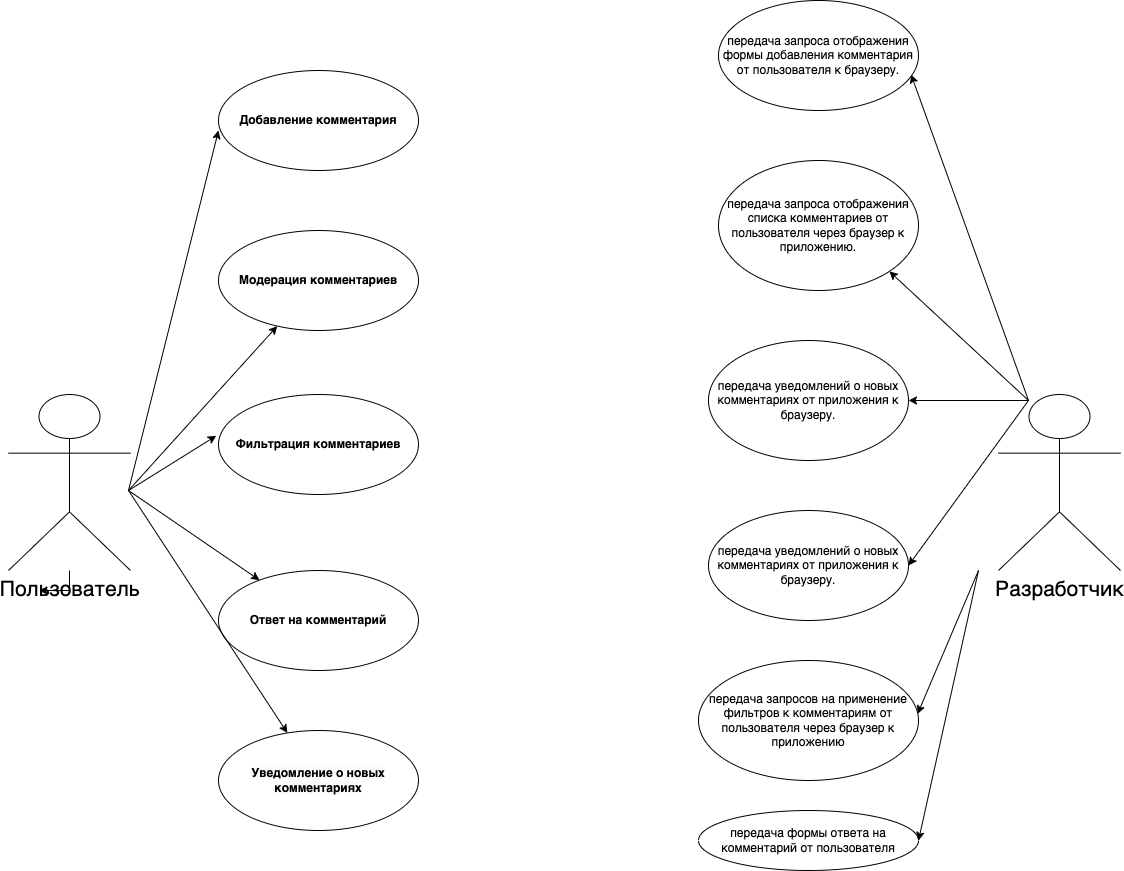 Добавление комментария
Модерация комментариев
Фильтрация комментариев
Пользователь
Ответ на комментарий
Уведомление о новых
комментариях
передача запроса отображения
формы добавления комментария
от пользователя к браузеру.
передача запроса отображения
списка комментариев от
пользователя через браузер к
приложению.
передача уведомлений о новых
комментариях от приложения к
браузеру.
передача уведомлений о новых
комментариях от приложения к
браузеру.
Разработчик
передача запросов на применение
фильтров к комментариям от
пользователя через браузер к
приложению
передача формы ответа на
комментарий от пользователя